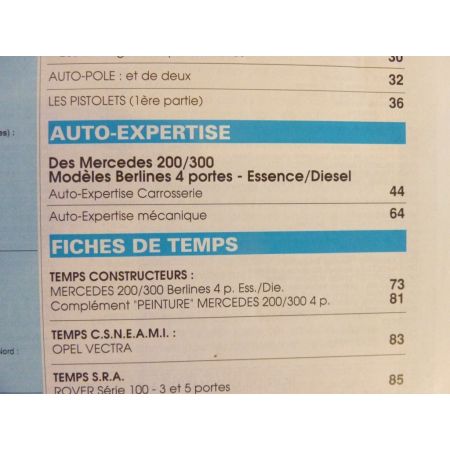 30
AUTO-POLE : et de deux 32
LES PISTOLETS (1ère partie) 36
AUTO-EXPERTISE
Des Mercedes 200/300
Modèles Berlines 4 portes - Essence/Diesel
Auto-Expertise Carrosserie 44
Auto-Expertise mécanique 64
FICHES DE TEMPS
TEMPS CONSTRUCTEURS :
MERCEDES 200/300 Berlines 4 p. Ess./Die. 73
Complément "PEINTURE" MERCEDES 200/300 4 p. 81
TEMPS C.S.N.E.A.M.I. :
OPEL VECTRA 83
TEMPS S.R.A.
ROVER Série 100 - 3 et 5 portes 85
es) :
Nord :